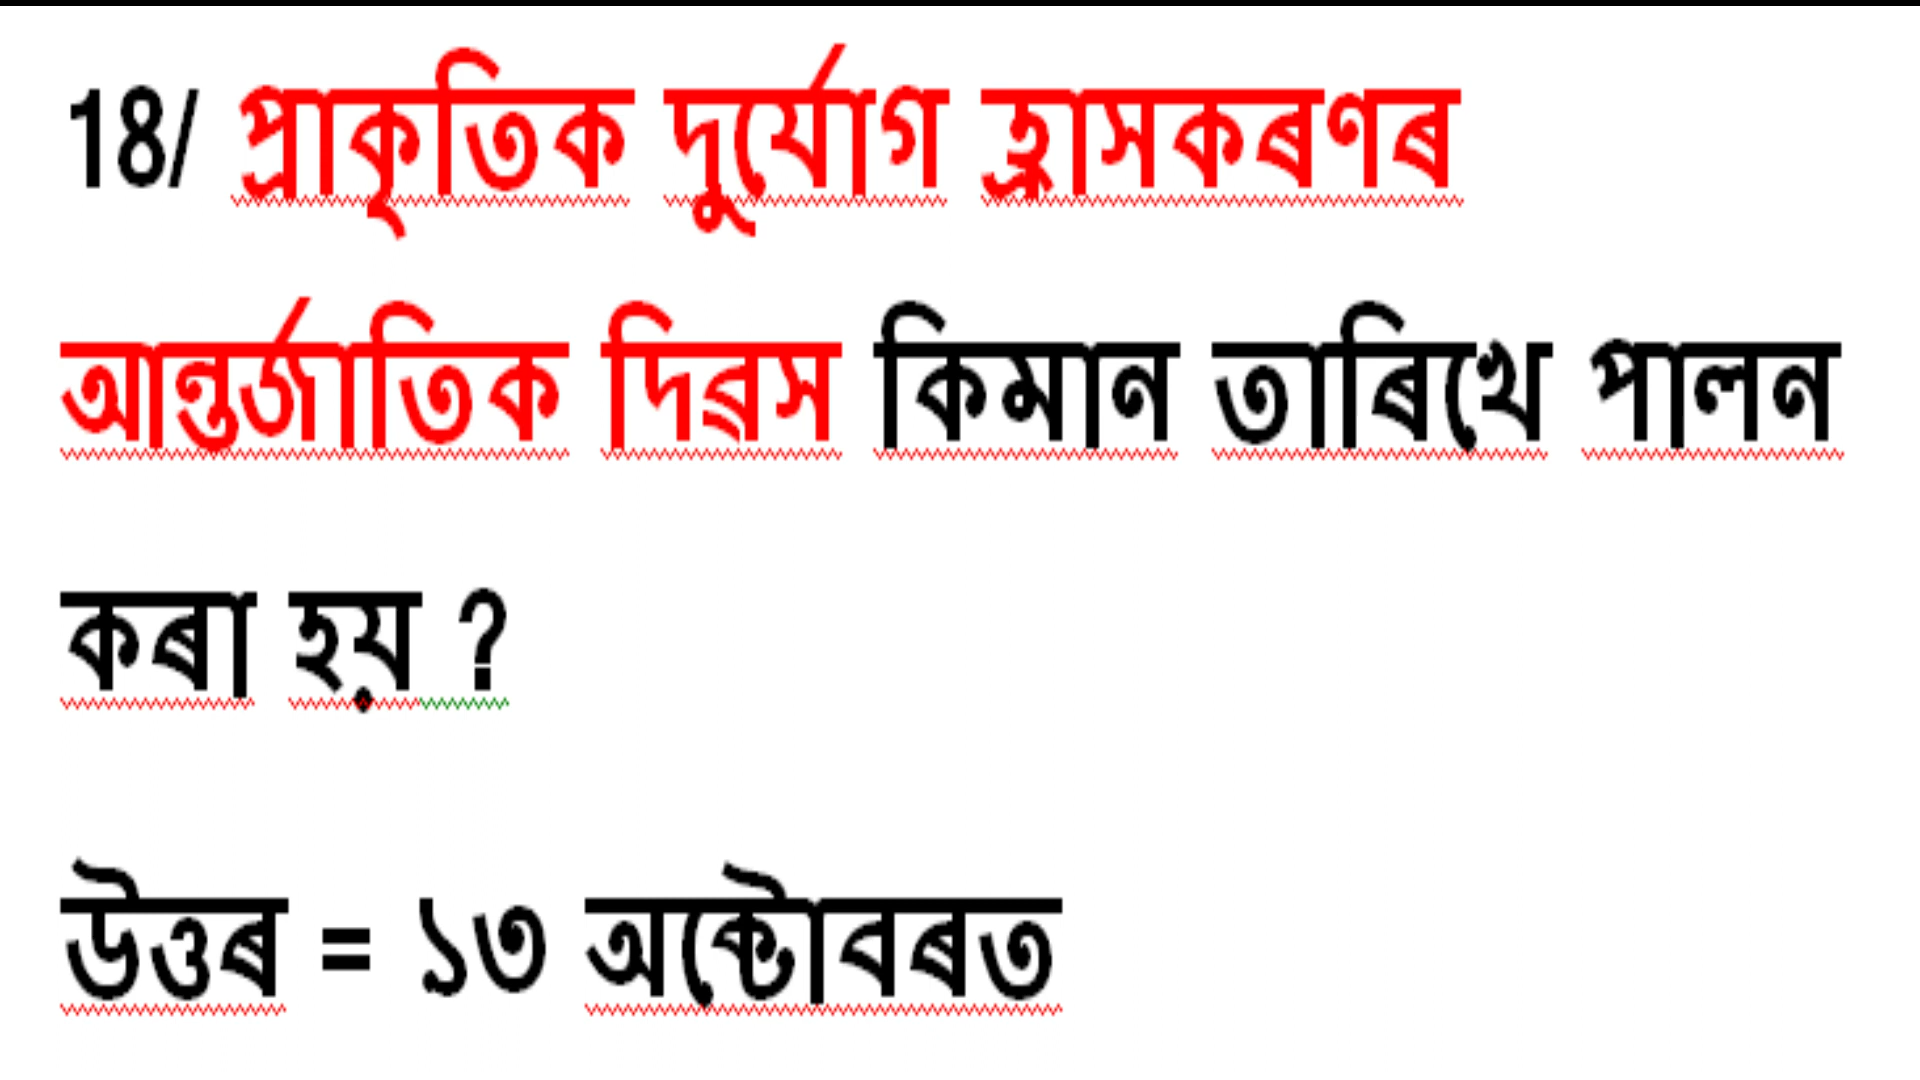 18/ প্ৰাকৃতিক দুৰ্যোগ হ্ৰাসকৰণৰ
আন্তৰ্জাতিক দিৱস কিমান তাৰিখে পালন
কৰা হয় ?
উত্তৰ = ১৩ অক্টোবৰত